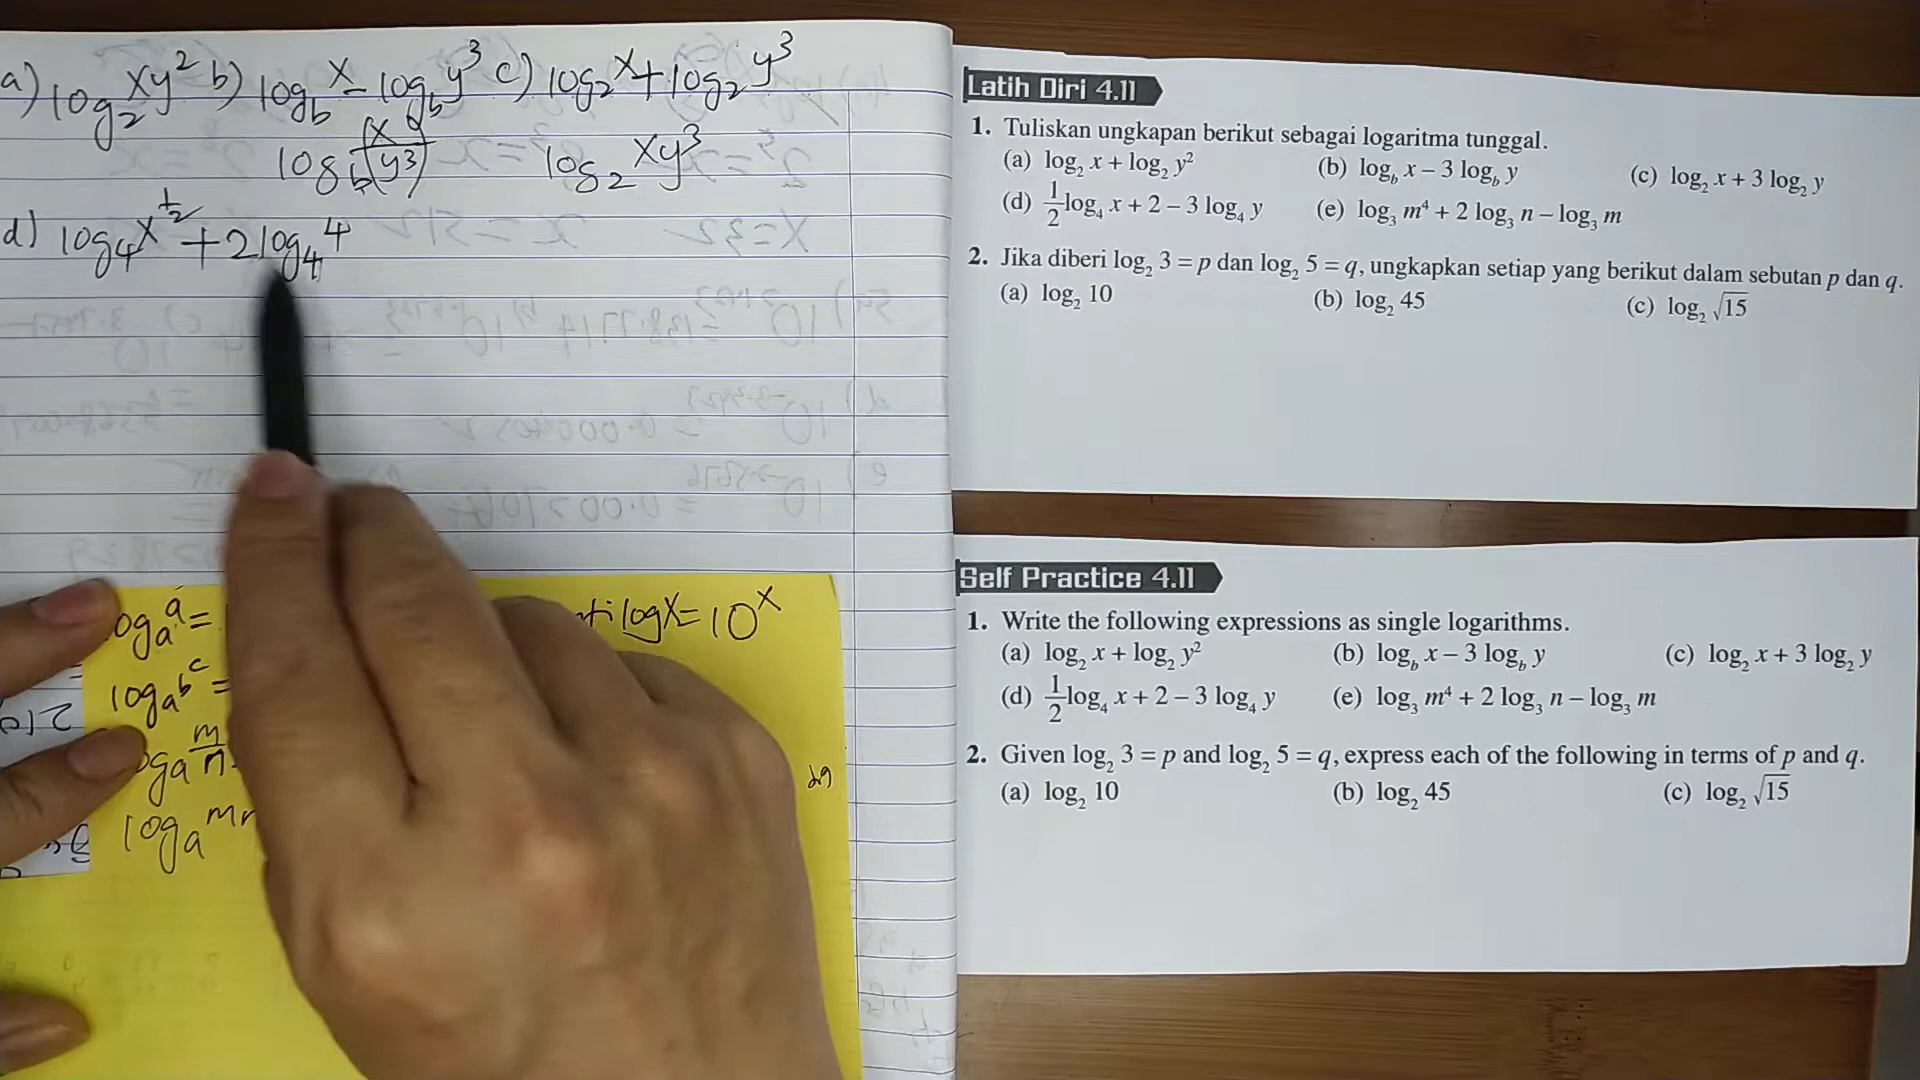 a) log₂ xy² b) log_b x - log_b y³ c) log₂ x + log₂ y³
log_b (x/y³) log₂ xy³
d) log₄ x^½ + 2 log₄ 4
log_a a =
log_a b^c =
log_a m/n
log_a mn
log x = 10^x
Latih Diri 4.11
1. Tuliskan ungkapan berikut sebagai logaritma tunggal.
(a) log₂ x + log₂ y² (b) log_b x – 3 log_b y (c) log₂ x + 3 log₂ y
(d) 1/2 log₄ x + 2 – 3 log₄ y (e) log₃ m⁴ + 2 log₃ n – log₃ m
2. Jika diberi log₂ 3 = p dan log₂ 5 = q, ungkapkan setiap yang berikut dalam sebutan p dan q.
(a) log₂ 10 (b) log₂ 45 (c) log₂ √15
Self Practice 4.11
1. Write the following expressions as single logarithms.
(a) log₂ x + log₂ y² (b) log_b x – 3 log_b y (c) log₂ x + 3 log₂ y
(d) 1/2 log₄ x + 2 – 3 log₄ y (e) log₃ m⁴ + 2 log₃ n – log₃ m
2. Given log₂ 3 = p and log₂ 5 = q, express each of the following in terms of p and q.
(a) log₂ 10 (b) log₂ 45 (c) log₂ √15